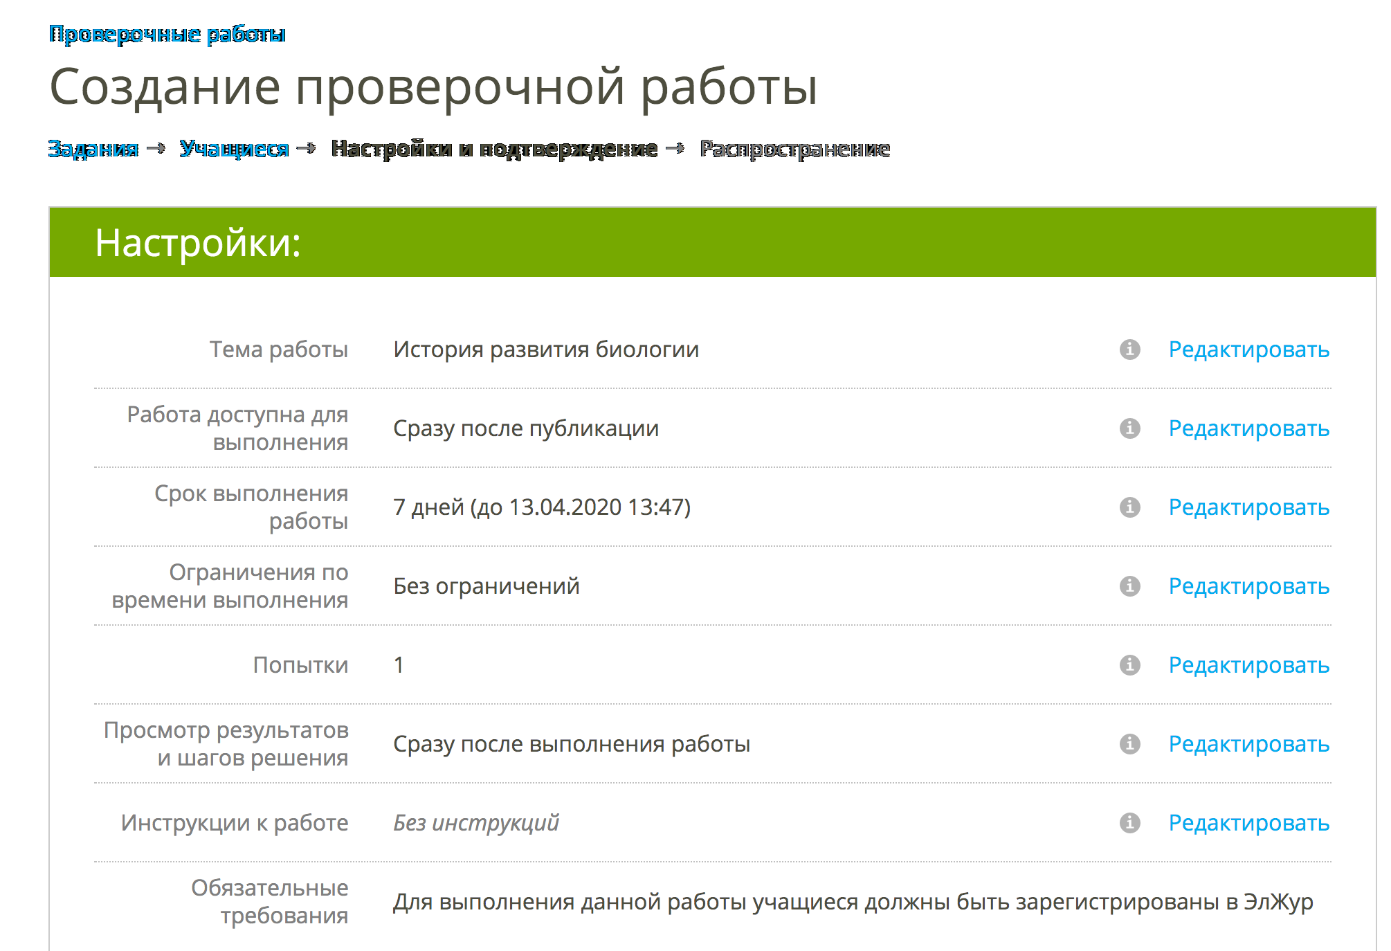 Проверочные работы
Создание проверочной работы
Задания → Учащиеся → Настройки и подтверждение → Распространение
Настройки:
Тема работы История развития биологии Редактировать
Работа доступна для
выполнения Сразу после публикации Редактировать
Срок выполнения
работы 7 дней (до 13.04.2020 13:47) Редактировать
Ограничения по
времени выполнения Без ограничений Редактировать
Попытки 1 Редактировать
Просмотр результатов
и шагов решения Сразу после выполнения работы Редактировать
Инструкции к работе Без инструкций Редактировать
Обязательные
требования Для выполнения данной работы учащиеся должны быть зарегистрированы в ЭлЖур